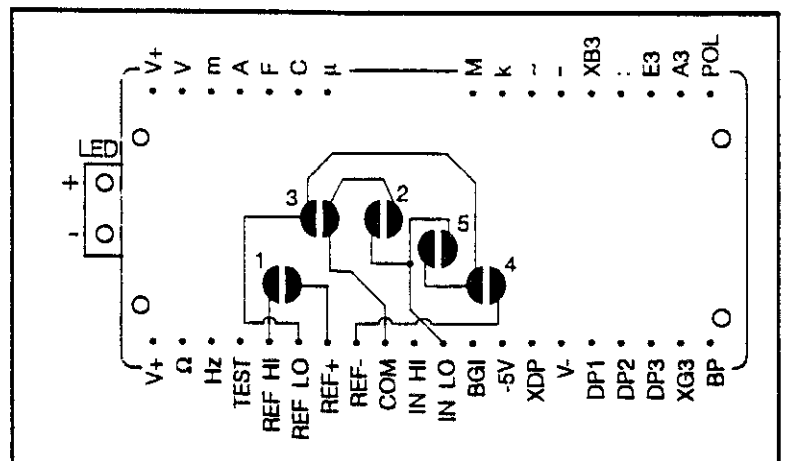 V+
V
m
A
F
C
µ
M
k
~
–
XB3
:
E3
A3
POL
LED
+
-
3
2
5
1
4
V+
Ω
Hz
TEST
REF HI
REF LO
REF+
REF-
COM
IN HI
IN LO
BGI
-5V
XDP
V-
DP1
DP2
DP3
XG3
BP